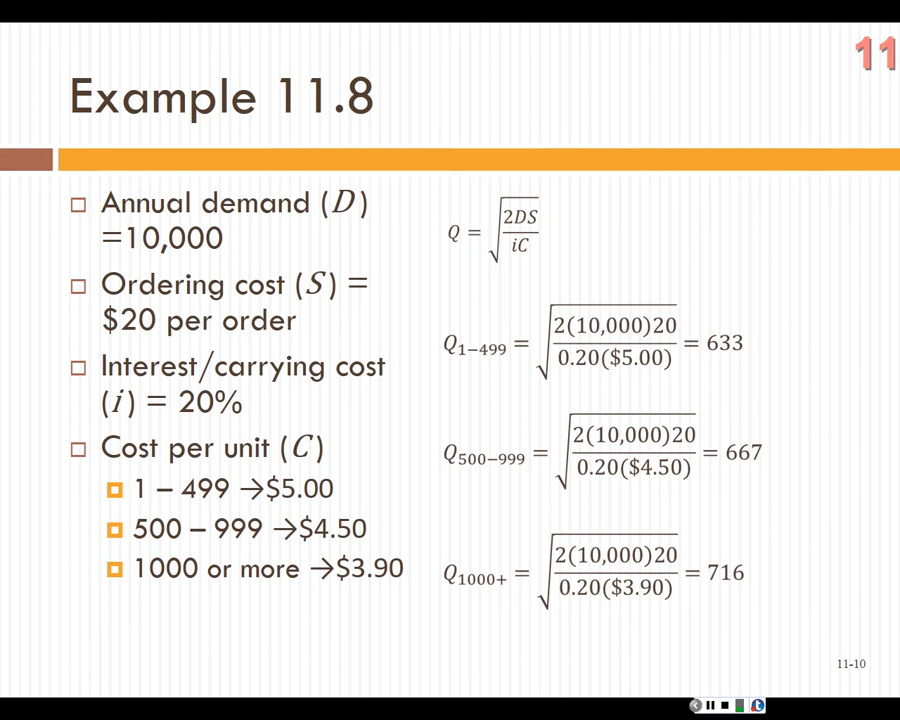 11
Example 11.8
□ Annual demand (D)
=10,000
□ Ordering cost (S) =
$20 per order
□ Interest/carrying cost
(i) = 20%
□ Cost per unit (C)
1 – 499 →$5.00
500 – 999 →$4.50
1000 or more →$3.90
Q = √(2DS / iC)
Q₁₋₄₉₉ = √(2(10,000)20 / 0.20($5.00)) = 633
Q₅₀₀₋₉₉₉ = √(2(10,000)20 / 0.20($4.50)) = 667
Q₁₀₀₀₊ = √(2(10,000)20 / 0.20($3.90)) = 716
11-10